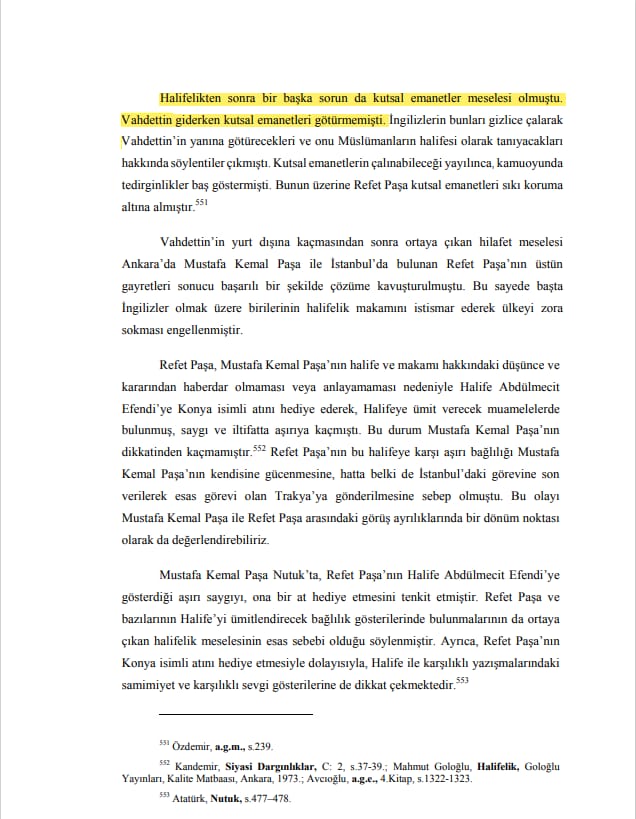 Halifelikten sonra bir başka sorun da kutsal emanetler meselesi olmuştu.
Vahdettin giderken kutsal emanetleri götürmemişti. İngilizlerin bunları gizlice çalarak
Vahdettin’in yanına götürecekleri ve onu Müslümanların halifesi olarak tanıyacakları
hakkında söylentiler çıkmıştı. Kutsal emanetlerin çalınabileceği yayılınca, kamuoyunda
tedirginlikler baş göstermişti. Bunun üzerine Refet Paşa kutsal emanetleri sıkı koruma
altına almıştır.551
Vahdettin’in yurt dışına kaçmasından sonra ortaya çıkan hilafet meselesi
Ankara’da Mustafa Kemal Paşa ile İstanbul’da bulunan Refet Paşa’nın üstün
gayretleri sonucu başarılı bir şekilde çözüme kavuşturulmuştu. Bu sayede başta
İngilizler olmak üzere birilerinin halifelik makamını istismar ederek ülkeyi zora
sokması engellenmiştir.
Refet Paşa, Mustafa Kemal Paşa’nın halife ve makamı hakkındaki düşünce ve
kararından haberdar olmaması veya anlayamaması nedeniyle Halife Abdülmecit
Efendi’ye Konya isimli atını hediye ederek, Halifeye ümit verecek muamelelerde
bulunmuş, saygı ve iltifatta aşırıya kaçmıştı. Bu durum Mustafa Kemal Paşa’nın
dikkatinden kaçmamıştır.552 Refet Paşa’nın bu halifeye karşı aşırı bağlılığı Mustafa
Kemal Paşa’nın kendisine gücenmesine, hatta belki de İstanbul’daki görevine son
verilerek esas görevi olan Trakya’ya gönderilmesine sebep olmuştu. Bu olayı
Mustafa Kemal Paşa ile Refet Paşa arasındaki görüş ayrılıklarında bir dönüm noktası
olarak da değerlendirebiliriz.
Mustafa Kemal Paşa Nutuk’ta, Refet Paşa’nın Halife Abdülmecit Efendi’ye
gösterdiği aşırı saygıyı, ona bir at hediye etmesini tenkit etmiştir. Refet Paşa ve
bazılarının Halife’yi ümitlendirecek bağlılık gösterilerinde bulunmalarının da ortaya
çıkan halifelik meselesinin esas sebebi olduğu söylenmiştir. Ayrıca, Refet Paşa’nın
Konya isimli atını hediye etmesiyle dolayısıyla, Halife ile karşılıklı yazışmalarındaki
samimiyet ve karşılıklı sevgi gösterilerine de dikkat çekmektedir.553
551 Özdemir, a.g.m., s.239.
552 Kandemir, Siyasi Dargınlıklar, C: 2, s.37-39.; Mahmut Goloğlu, Halifelik, Goloğlu
Yayınları, Kalite Matbaası, Ankara, 1973.; Avcıoğlu, a.g.e., 4.Kitap, s.1322-1323.
553 Atatürk, Nutuk, s.477–478.